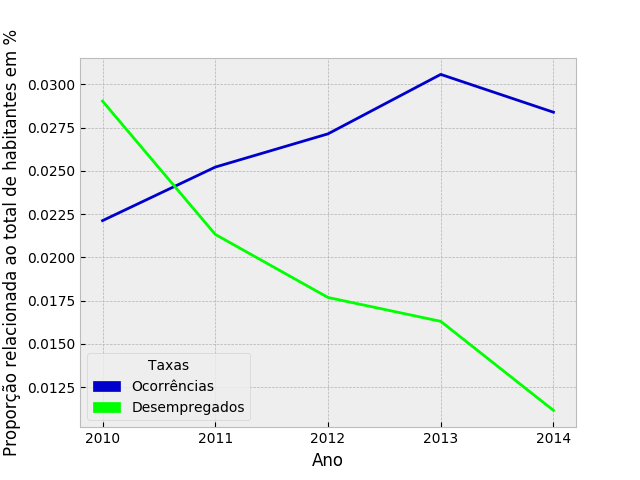 Proporção relacionada ao total de habitantes em %
0.0300
0.0275
0.0250
0.0225
0.0200
0.0175
0.0150
0.0125
Taxas
Ocorrências
Desempregados
2010 2011 2012 2013 2014
Ano